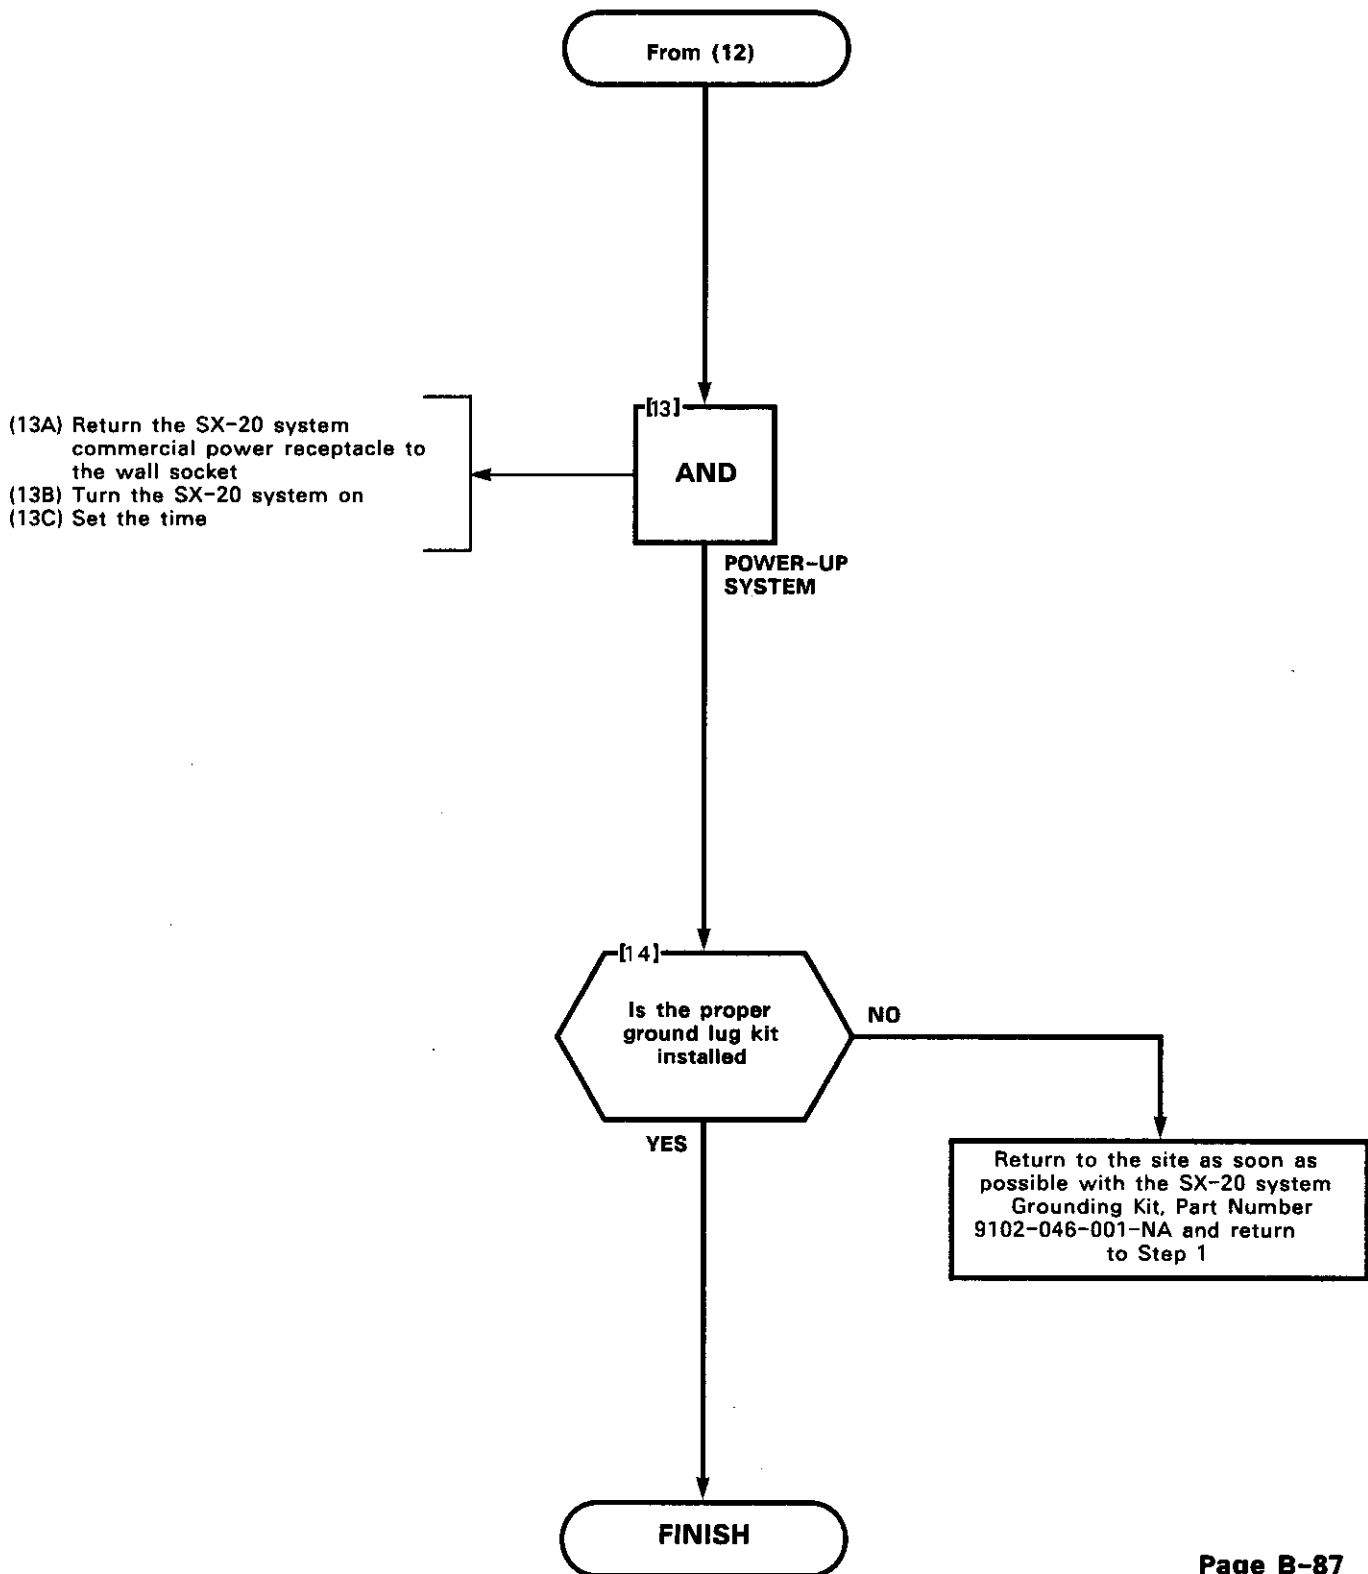 From (12)
[13]
AND
(13A) Return the SX-20 system
commercial power receptacle to
the wall socket
(13B) Turn the SX-20 system on
(13C) Set the time
POWER-UP
SYSTEM
[14]
Is the proper
ground lug kit
installed
NO
YES
Return to the site as soon as
possible with the SX-20 system
Grounding Kit, Part Number
9102-046-001-NA and return
to Step 1
FINISH
Page B-87